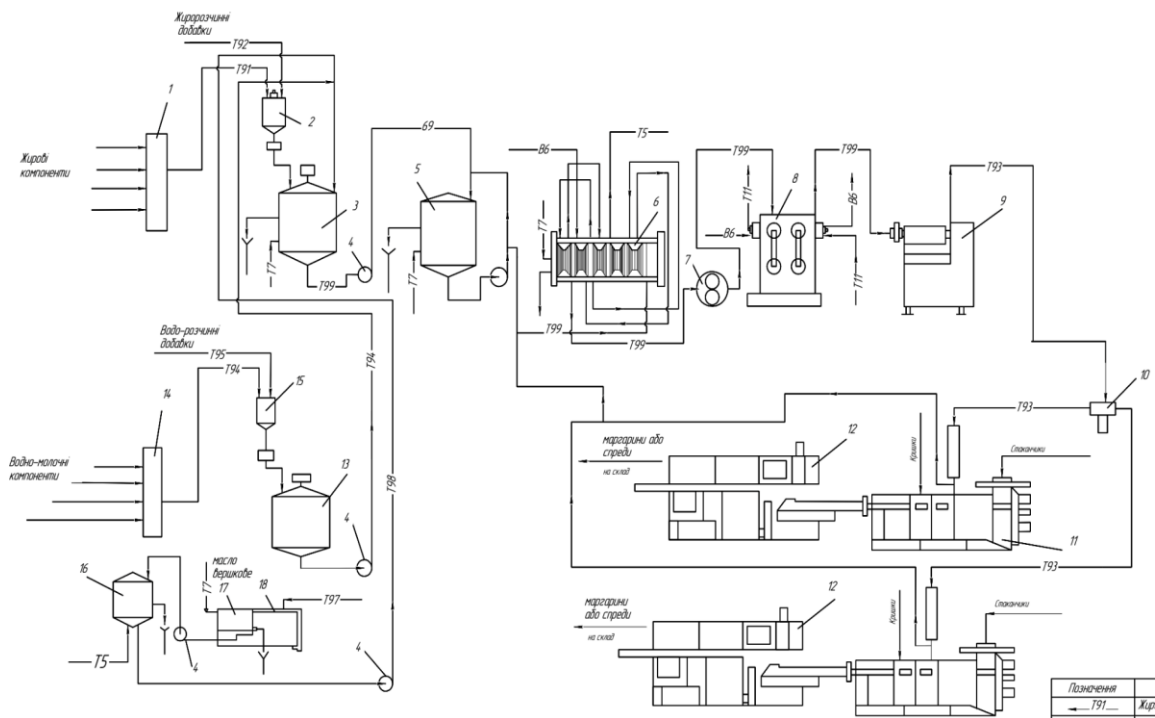 Жиророзчинні
добавки
Т92
Т91
1
2
Жирові
компоненти
3
Т7
Т99
4
69
5
Т7
В6
Т5
Т7
6
Т99
Т99
7
Т99
Т11
В6
8
Т99
В6
Т11
Т93
9
10
Т93
Водо-розчинні
добавки
Т95
Т94
15
14
Водно-молочні
компоненти
13
4
Т94
Т98
16
Т5
4
масло
вершкове
Т7
17
18
Т97
4
маргарини або
спреди
на склад
12
Кришки
Стаканчики
11
Т93
маргарини
або спреди
на склад
12
Кришки
Стаканчики
Позначення
Т91
Жир